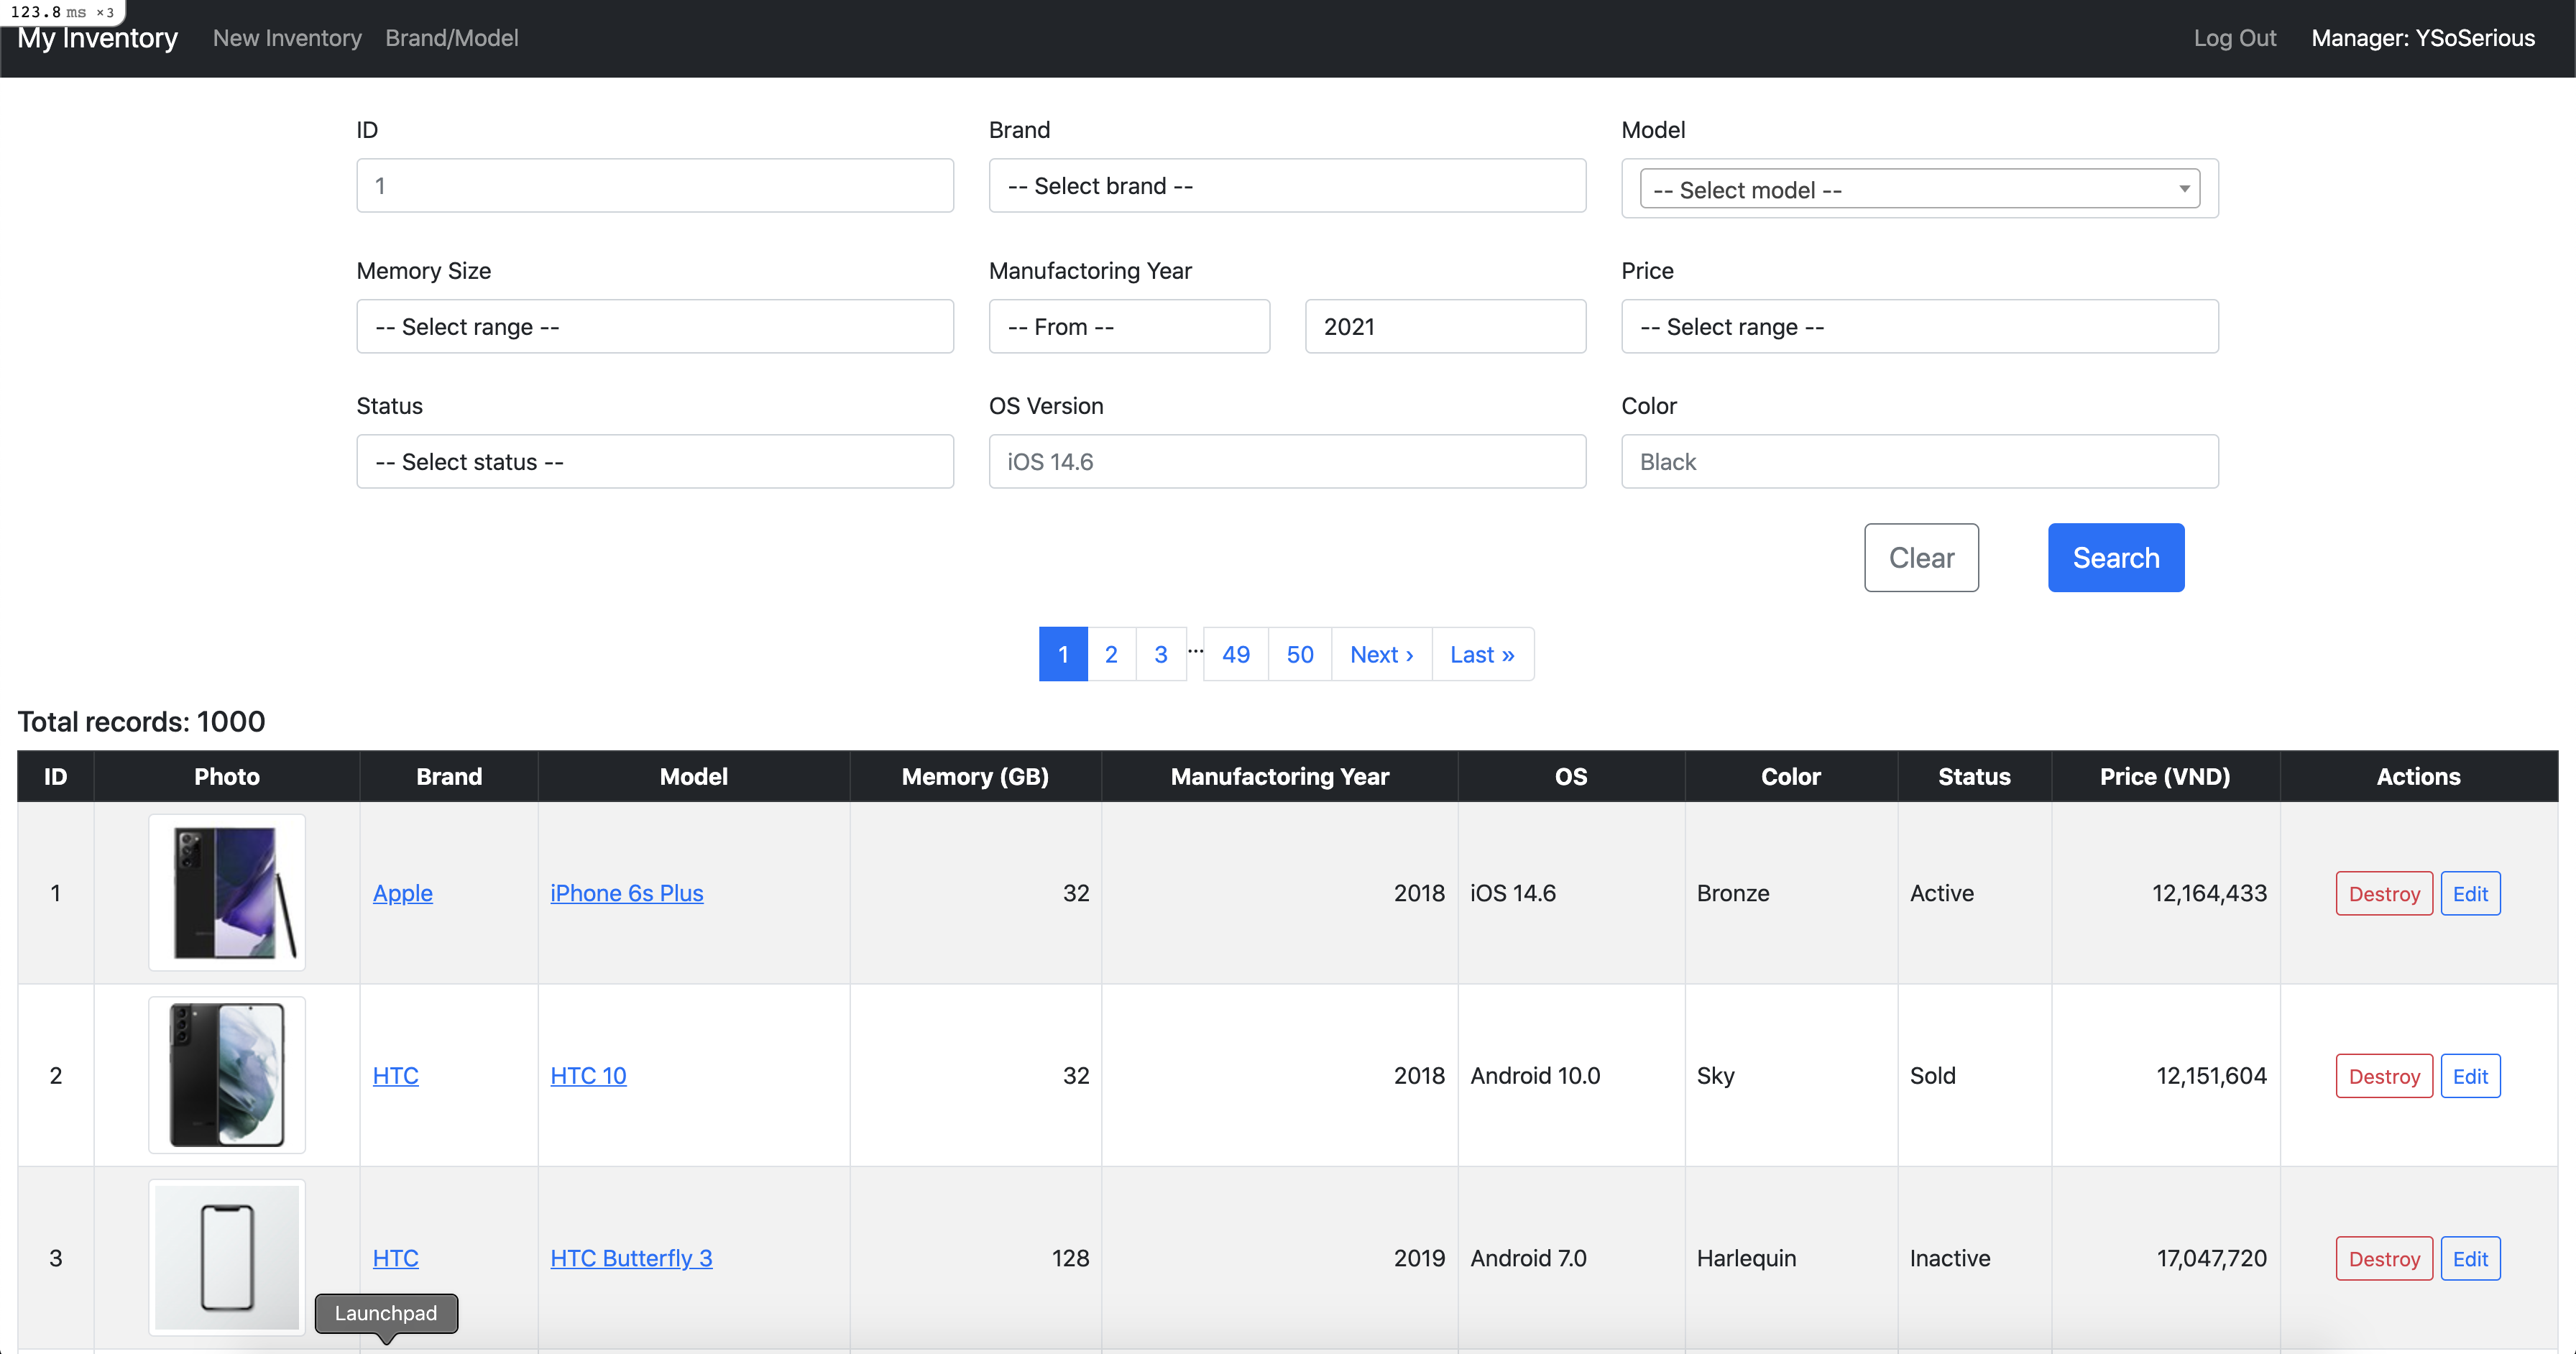 123.8 ms ×3
My Inventory New Inventory Brand/Model Log Out Manager: YSoSerious
ID Brand Model
1 -- Select brand -- -- Select model --
Memory Size Manufactoring Year Price
-- Select range -- -- From -- 2021 -- Select range --
Status OS Version Color
-- Select status -- iOS 14.6 Black
Clear Search
1 2 3 ... 49 50 Next › Last »
Total records: 1000
ID Photo Brand Model Memory (GB) Manufactoring Year OS Color Status Price (VND) Actions
1 Apple iPhone 6s Plus 32 2018 iOS 14.6 Bronze Active 12,164,433 Destroy Edit
2 HTC HTC 10 32 2018 Android 10.0 Sky Sold 12,151,604 Destroy Edit
3 HTC HTC Butterfly 3 128 2019 Android 7.0 Harlequin Inactive 17,047,720 Destroy Edit
Launchpad